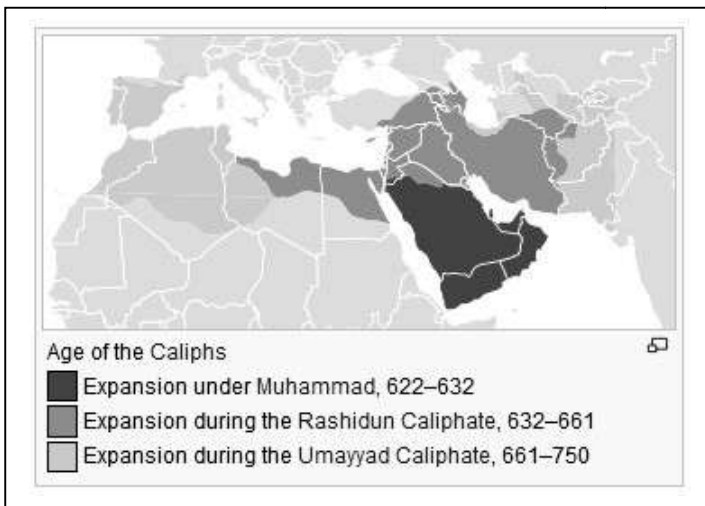 Age of the Caliphs
Expansion under Muhammad, 622–632
Expansion during the Rashidun Caliphate, 632–661
Expansion during the Umayyad Caliphate, 661–750